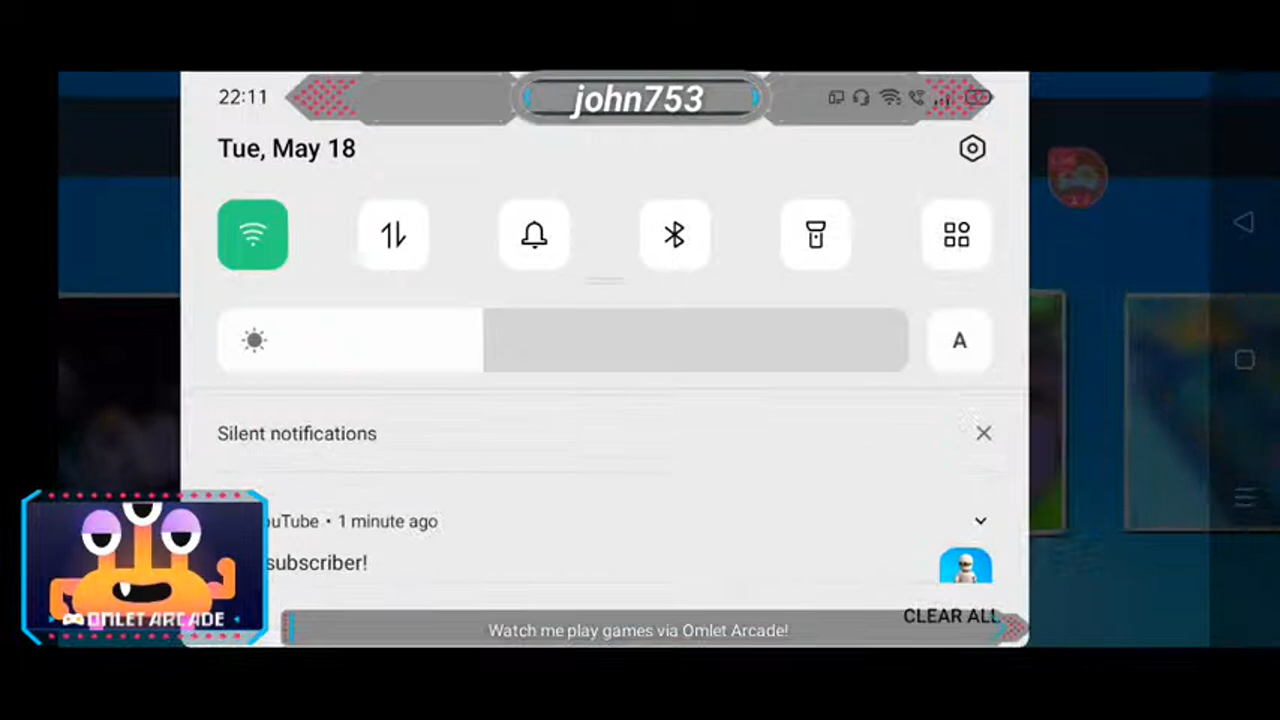 22:11
john753
Tue, May 18
A
Silent notifications
ouTube • 1 minute ago
subscriber!
CLEAR ALL
OMLET ARCADE
Watch me play games via Omlet Arcade!